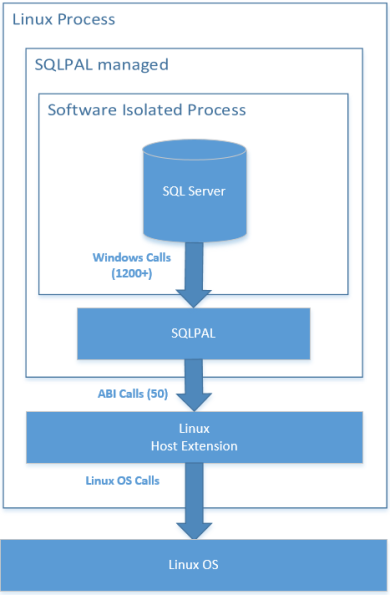 Linux Process
SQLPAL managed
Software Isolated Process
SQL Server
Windows Calls
(1200+)
SQLPAL
ABI Calls (50)
Linux
Host Extension
Linux OS Calls
Linux OS